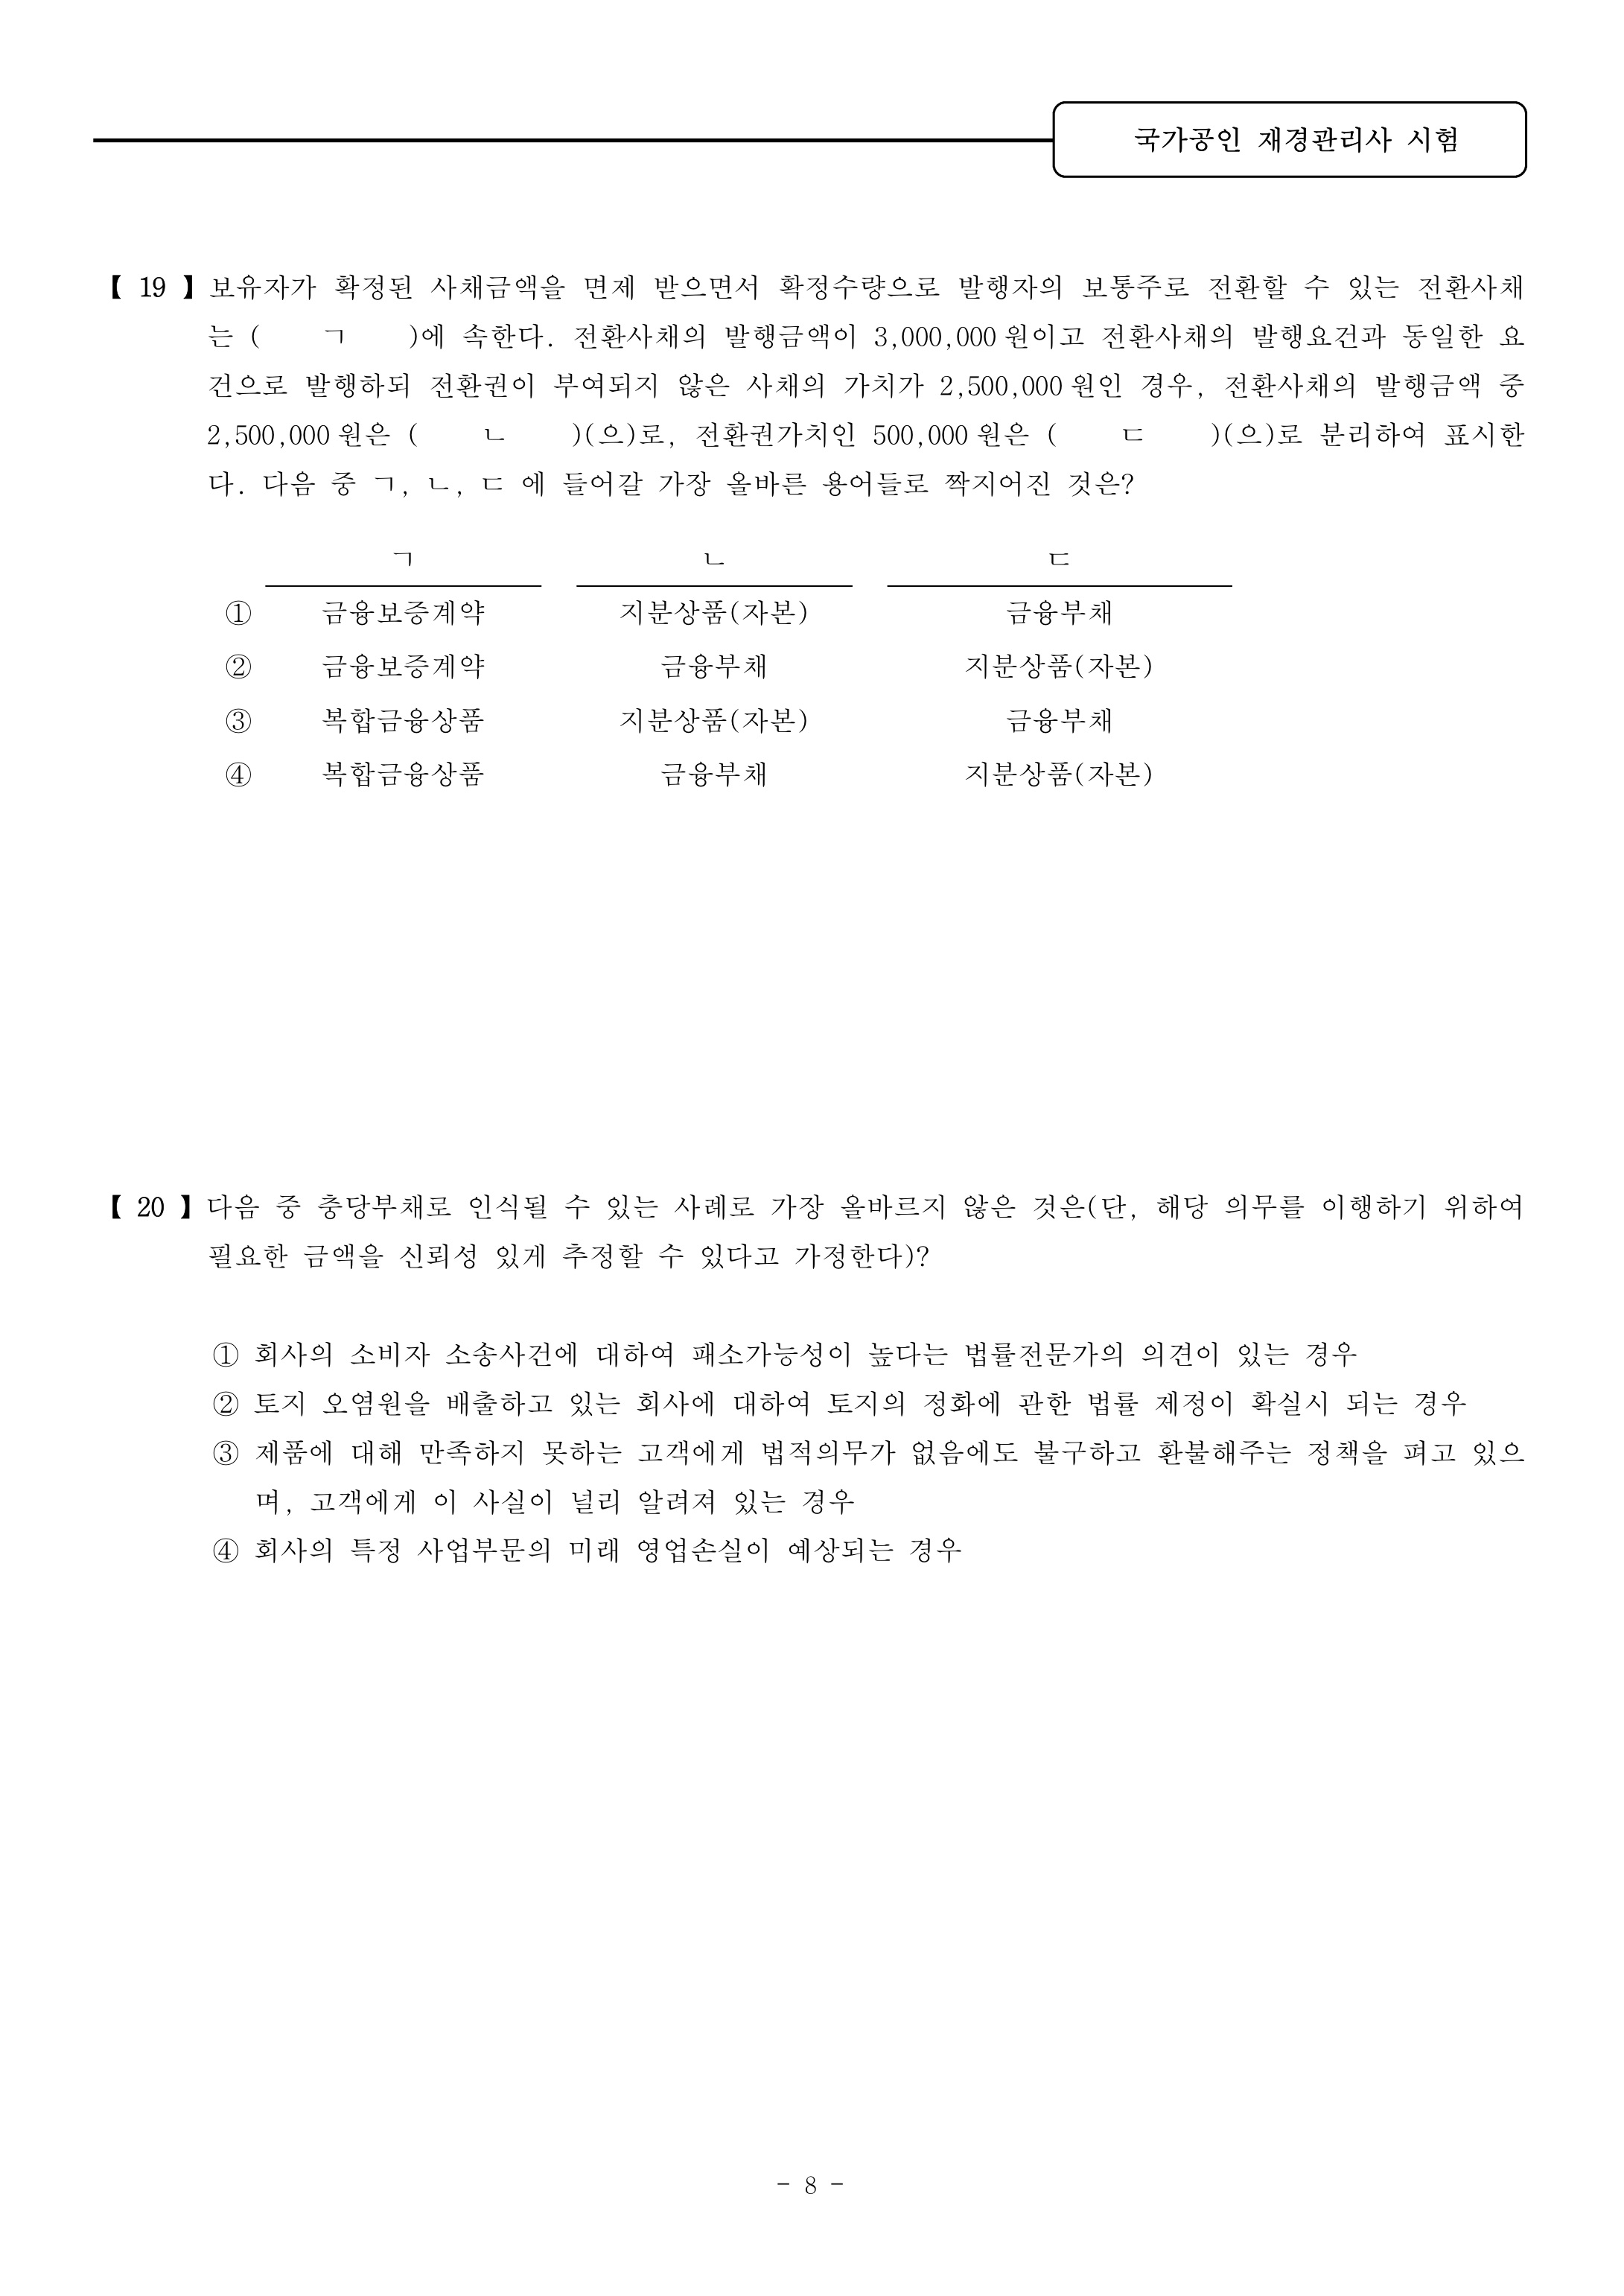 국가공인 재경관리사 시험
【 19 】 보유자가 확정된 사채금액을 면제 받으면서 확정수량으로 발행자의 보통주로 전환할 수 있는 전환사채
는 ( ㄱ )에 속한다. 전환사채의 발행금액이 3,000,000원이고 전환사채의 발행요건과 동일한 요
건으로 발행하되 전환권이 부여되지 않은 사채의 가치가 2,500,000원인 경우, 전환사채의 발행금액 중
2,500,000원은 ( ㄴ )(으)로, 전환권가치인 500,000원은 ( ㄷ )(으)로 분리하여 표시한
다. 다음 중 ㄱ, ㄴ, ㄷ 에 들어갈 가장 올바른 용어들로 짝지어진 것은?
ㄱ ㄴ ㄷ
① 금융보증계약 지분상품(자본) 금융부채
② 금융보증계약 금융부채 지분상품(자본)
③ 복합금융상품 지분상품(자본) 금융부채
④ 복합금융상품 금융부채 지분상품(자본)
【 20 】 다음 중 충당부채로 인식될 수 있는 사례로 가장 올바르지 않은 것은(단, 해당 의무를 이행하기 위하여
필요한 금액을 신뢰성 있게 추정할 수 있다고 가정한다)?
① 회사의 소비자 소송사건에 대하여 패소가능성이 높다는 법률전문가의 의견이 있는 경우
② 토지 오염원을 배출하고 있는 회사에 대하여 토지의 정화에 관한 법률 제정이 확실시 되는 경우
③ 제품에 대해 만족하지 못하는 고객에게 법적의무가 없음에도 불구하고 환불해주는 정책을 펴고 있으
며, 고객에게 이 사실이 널리 알려져 있는 경우
④ 회사의 특정 사업부문의 미래 영업손실이 예상되는 경우
- 8 -